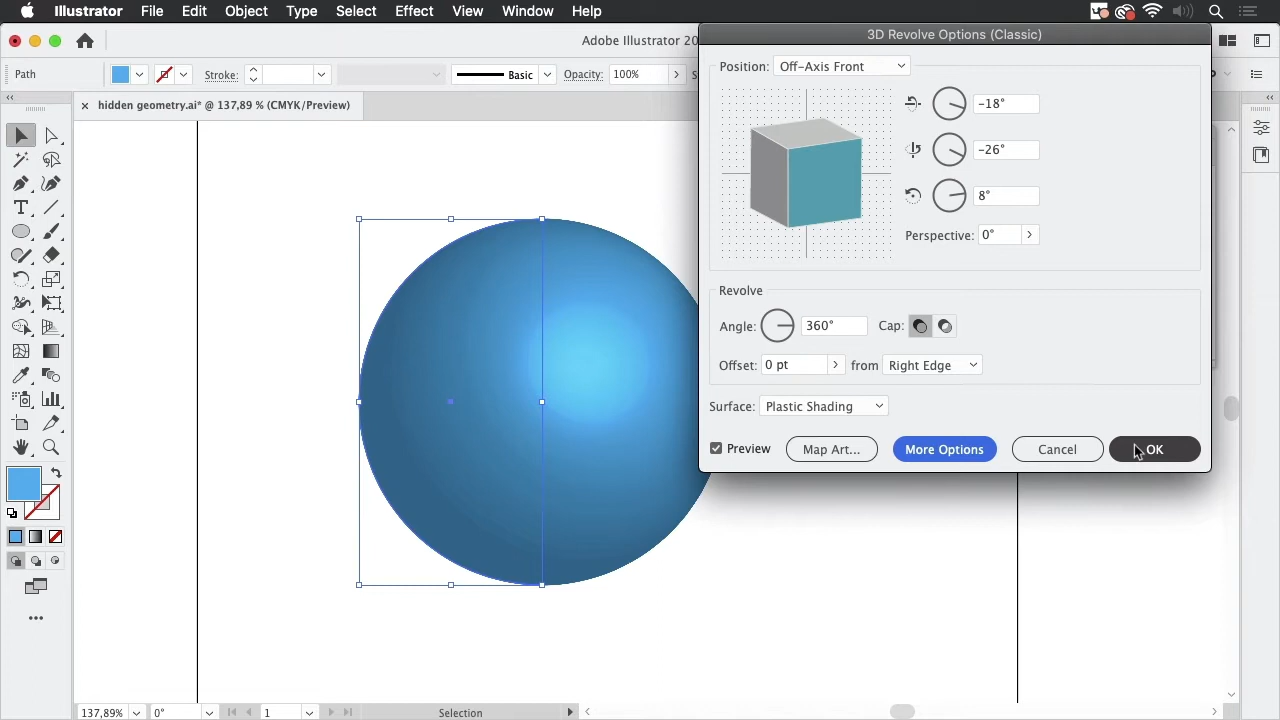 Illustrator File Edit Object Type Select Effect View Window Help
Adobe Illustrator 20
3D Revolve Options (Classic)
Path Stroke: Basic Opacity: 100%
× hidden geometry.ai* @ 137,89 % (CMYK/Preview)
Position: Off-Axis Front
-18°
-26°
8°
Perspective: 0°
Revolve
Angle: 360° Cap:
Offset: 0 pt from Right Edge
Surface: Plastic Shading
Preview Map Art... More Options Cancel OK
137,89% 0° 1 Selection